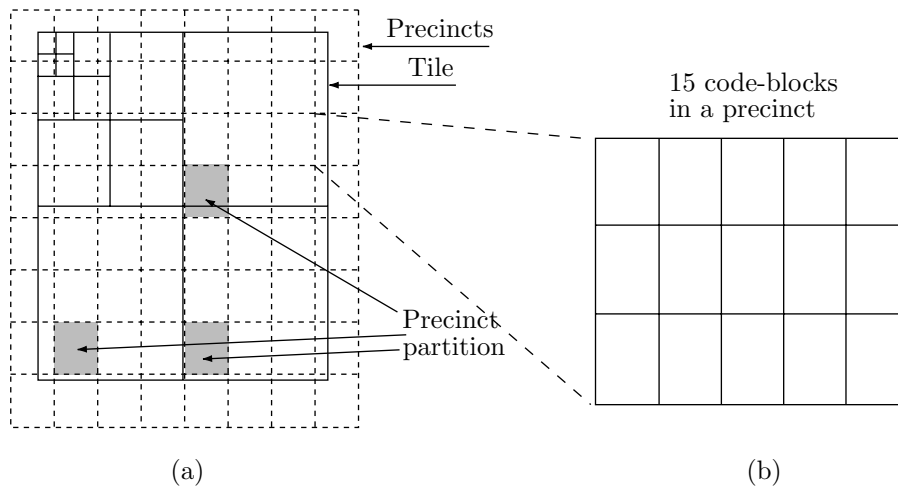 Precincts
Tile
15 code-blocks
in a precinct
Precinct
partition
(a)
(b)